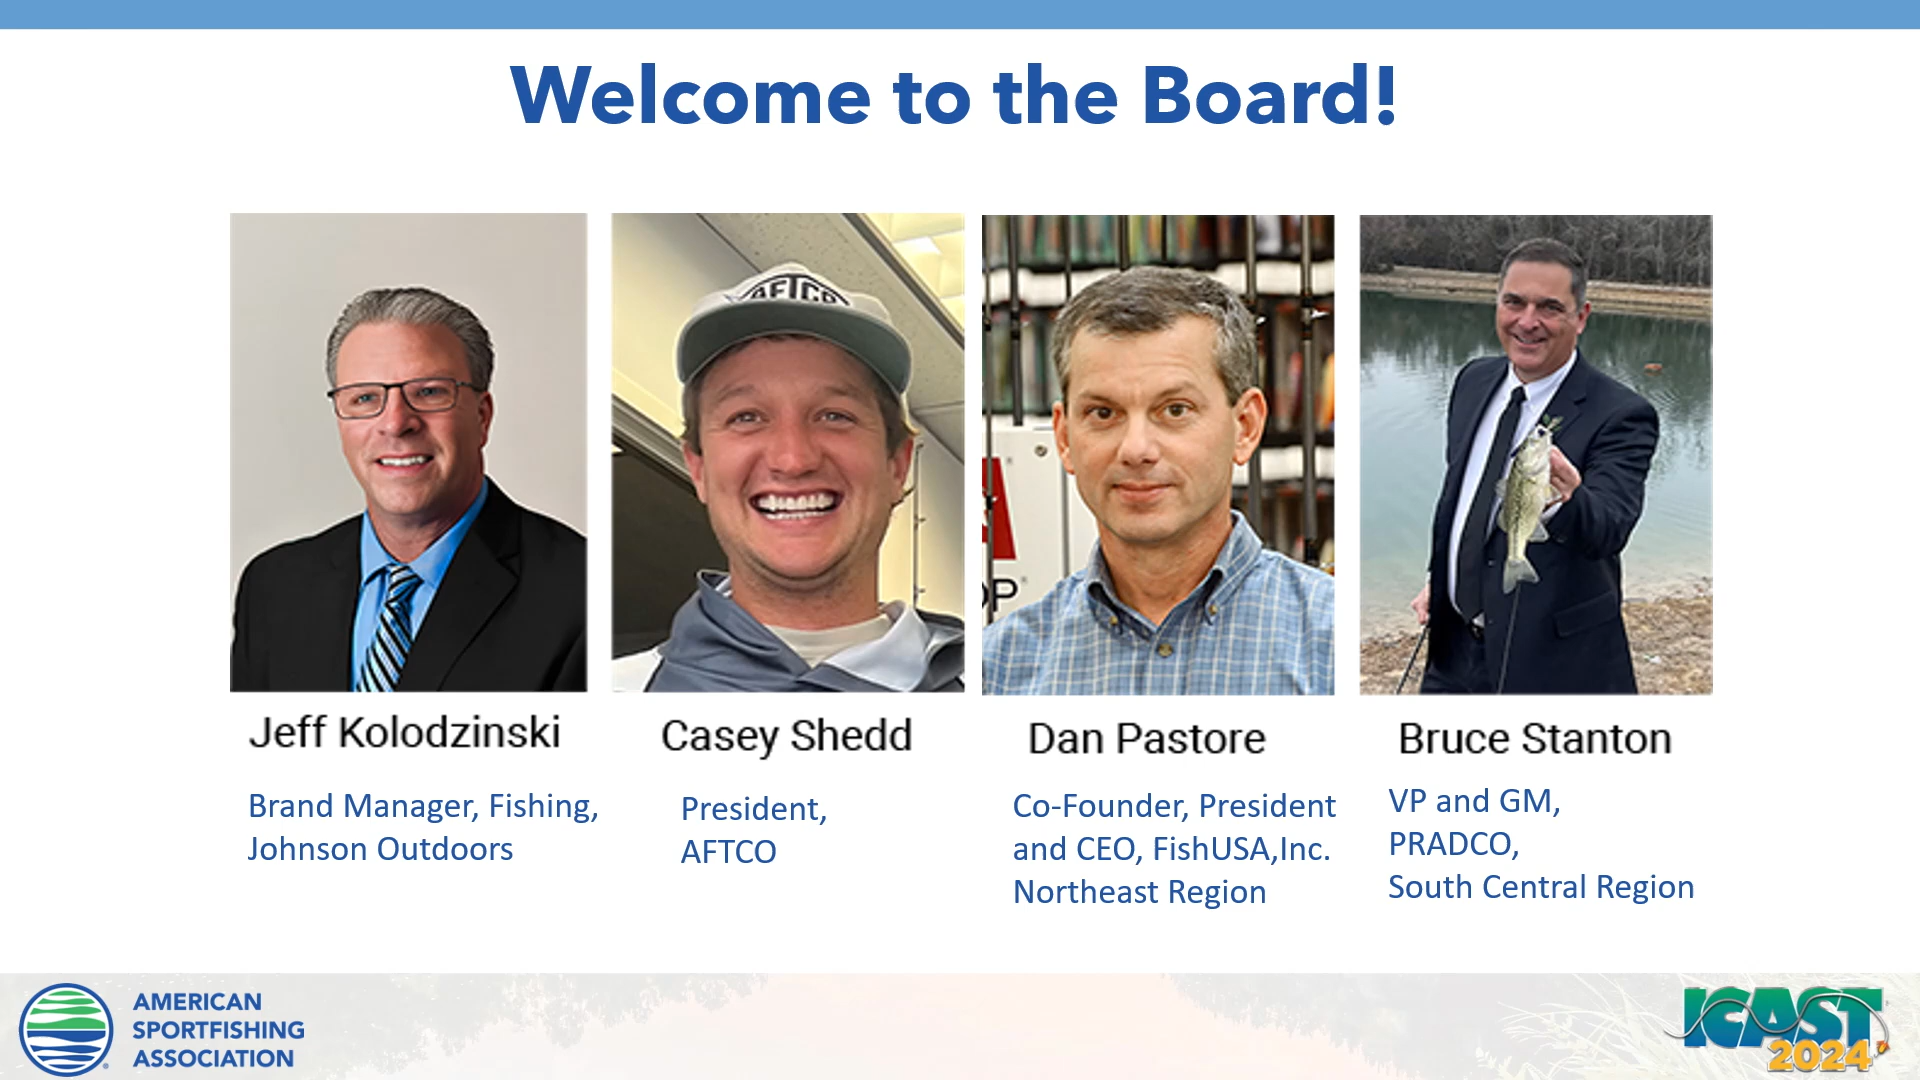 Welcome to the Board!
AFTCO
OP
Jeff Kolodzinski
Casey Shedd
Dan Pastore
Bruce Stanton
Brand Manager, Fishing,
Johnson Outdoors
President,
AFTCO
Co-Founder, President
and CEO, FishUSA,Inc.
Northeast Region
VP and GM,
PRADCO,
South Central Region
AMERICAN
SPORTFISHING
ASSOCIATION
ICAST
2024